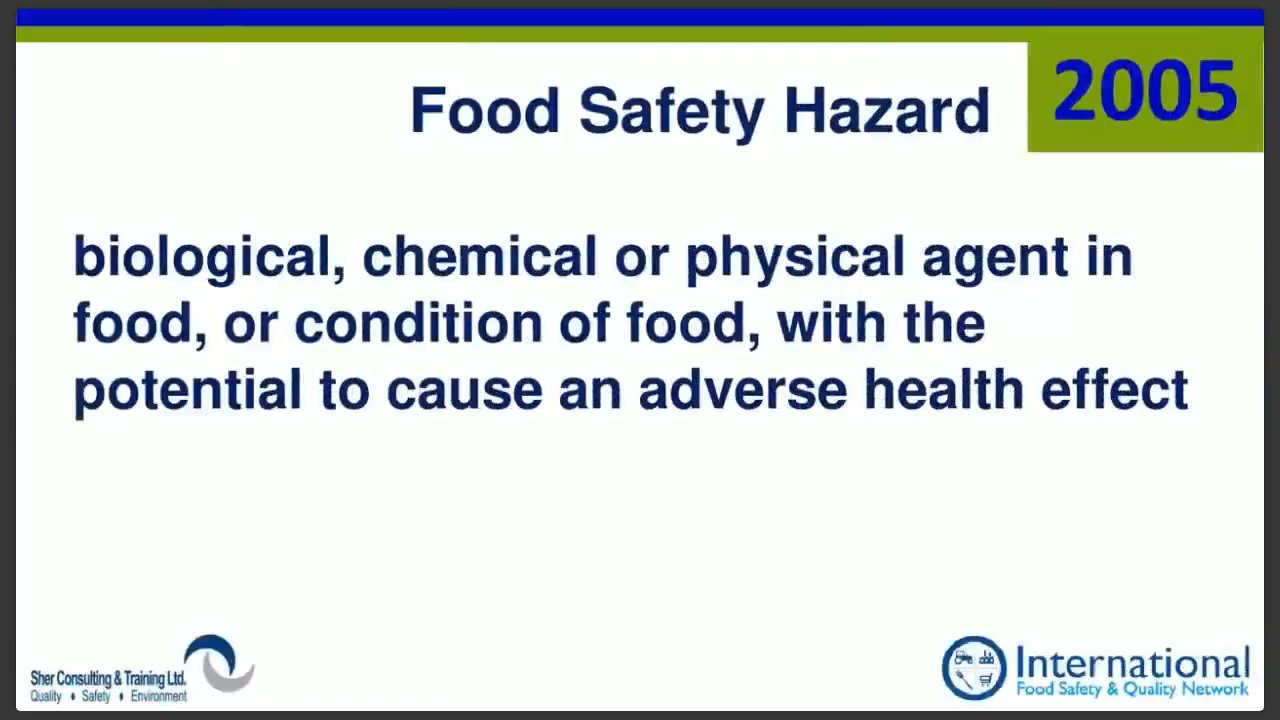 Food Safety Hazard
2005
biological, chemical or physical agent in
food, or condition of food, with the
potential to cause an adverse health effect
Sher Consulting & Training Ltd.
Quality • Safety • Environment
International
Food Safety & Quality Network